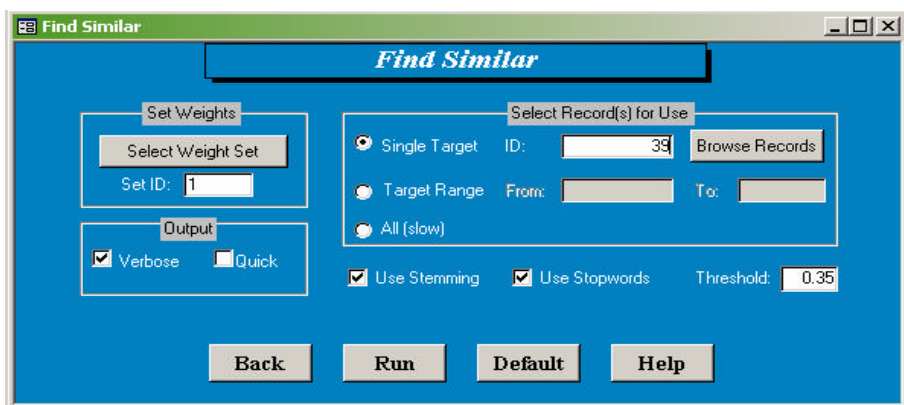 Find Similar
Find Similar
Set Weights
Select Weight Set
Set ID: 1
Output
Verbose Quick
Select Record(s) for Use
Single Target ID: 39 Browse Records
Target Range From: To:
All (slow)
Use Stemming Use Stopwords Threshold: 0.35
Back Run Default Help